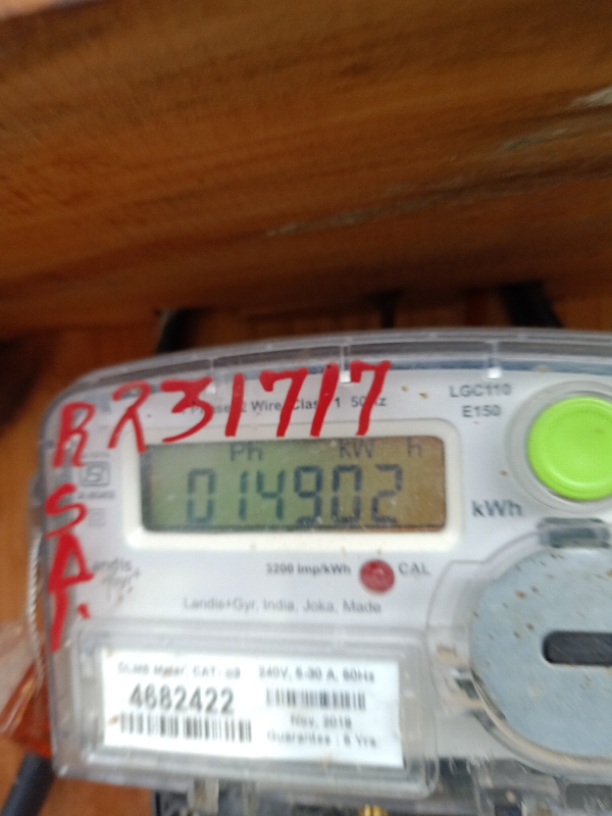 R231717
R
S
A
LGC110
E150
Ph kW h
014902
kWh
3200 imp/kWh CAL
Landis+Gyr, India, Joka, Made
240V, 5-30 A, 50Hz
4682422
Nov, 2018
Guarantee : 5 Yrs.